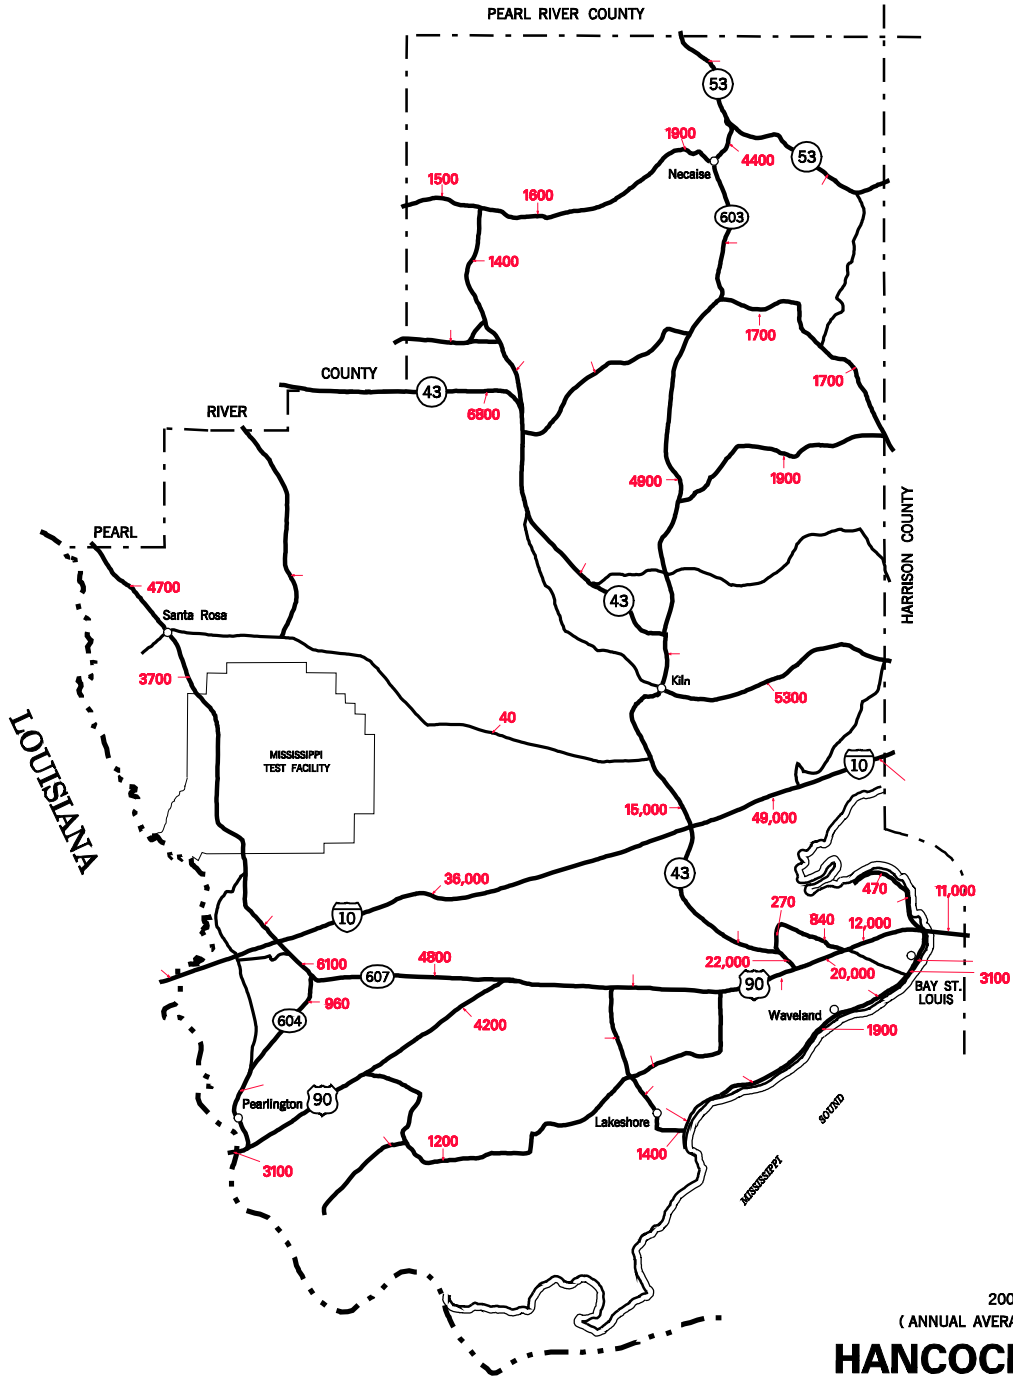 PEARL RIVER COUNTY
53
1900
4400
53
Necaise
1500
1600
603
1400
1700
COUNTY
43
1700
RIVER
6800
4900
1900
PEARL
HARRISON COUNTY
4700
43
Santa Rosa
3700
Kiln
5300
40
LOUISIANA
MISSISSIPPI
TEST FACILITY
10
15,000
49,000
43
36,000
470
11,000
10
270
840
12,000
6100
4800
22,000
20,000
607
90
3100
BAY ST.
LOUIS
960
604
4200
Waveland
1900
90
Pearlington
Lakeshore
SOUND
1200
1400
3100
MISSISSIPPI
200
( ANNUAL AVERA
HANCOC